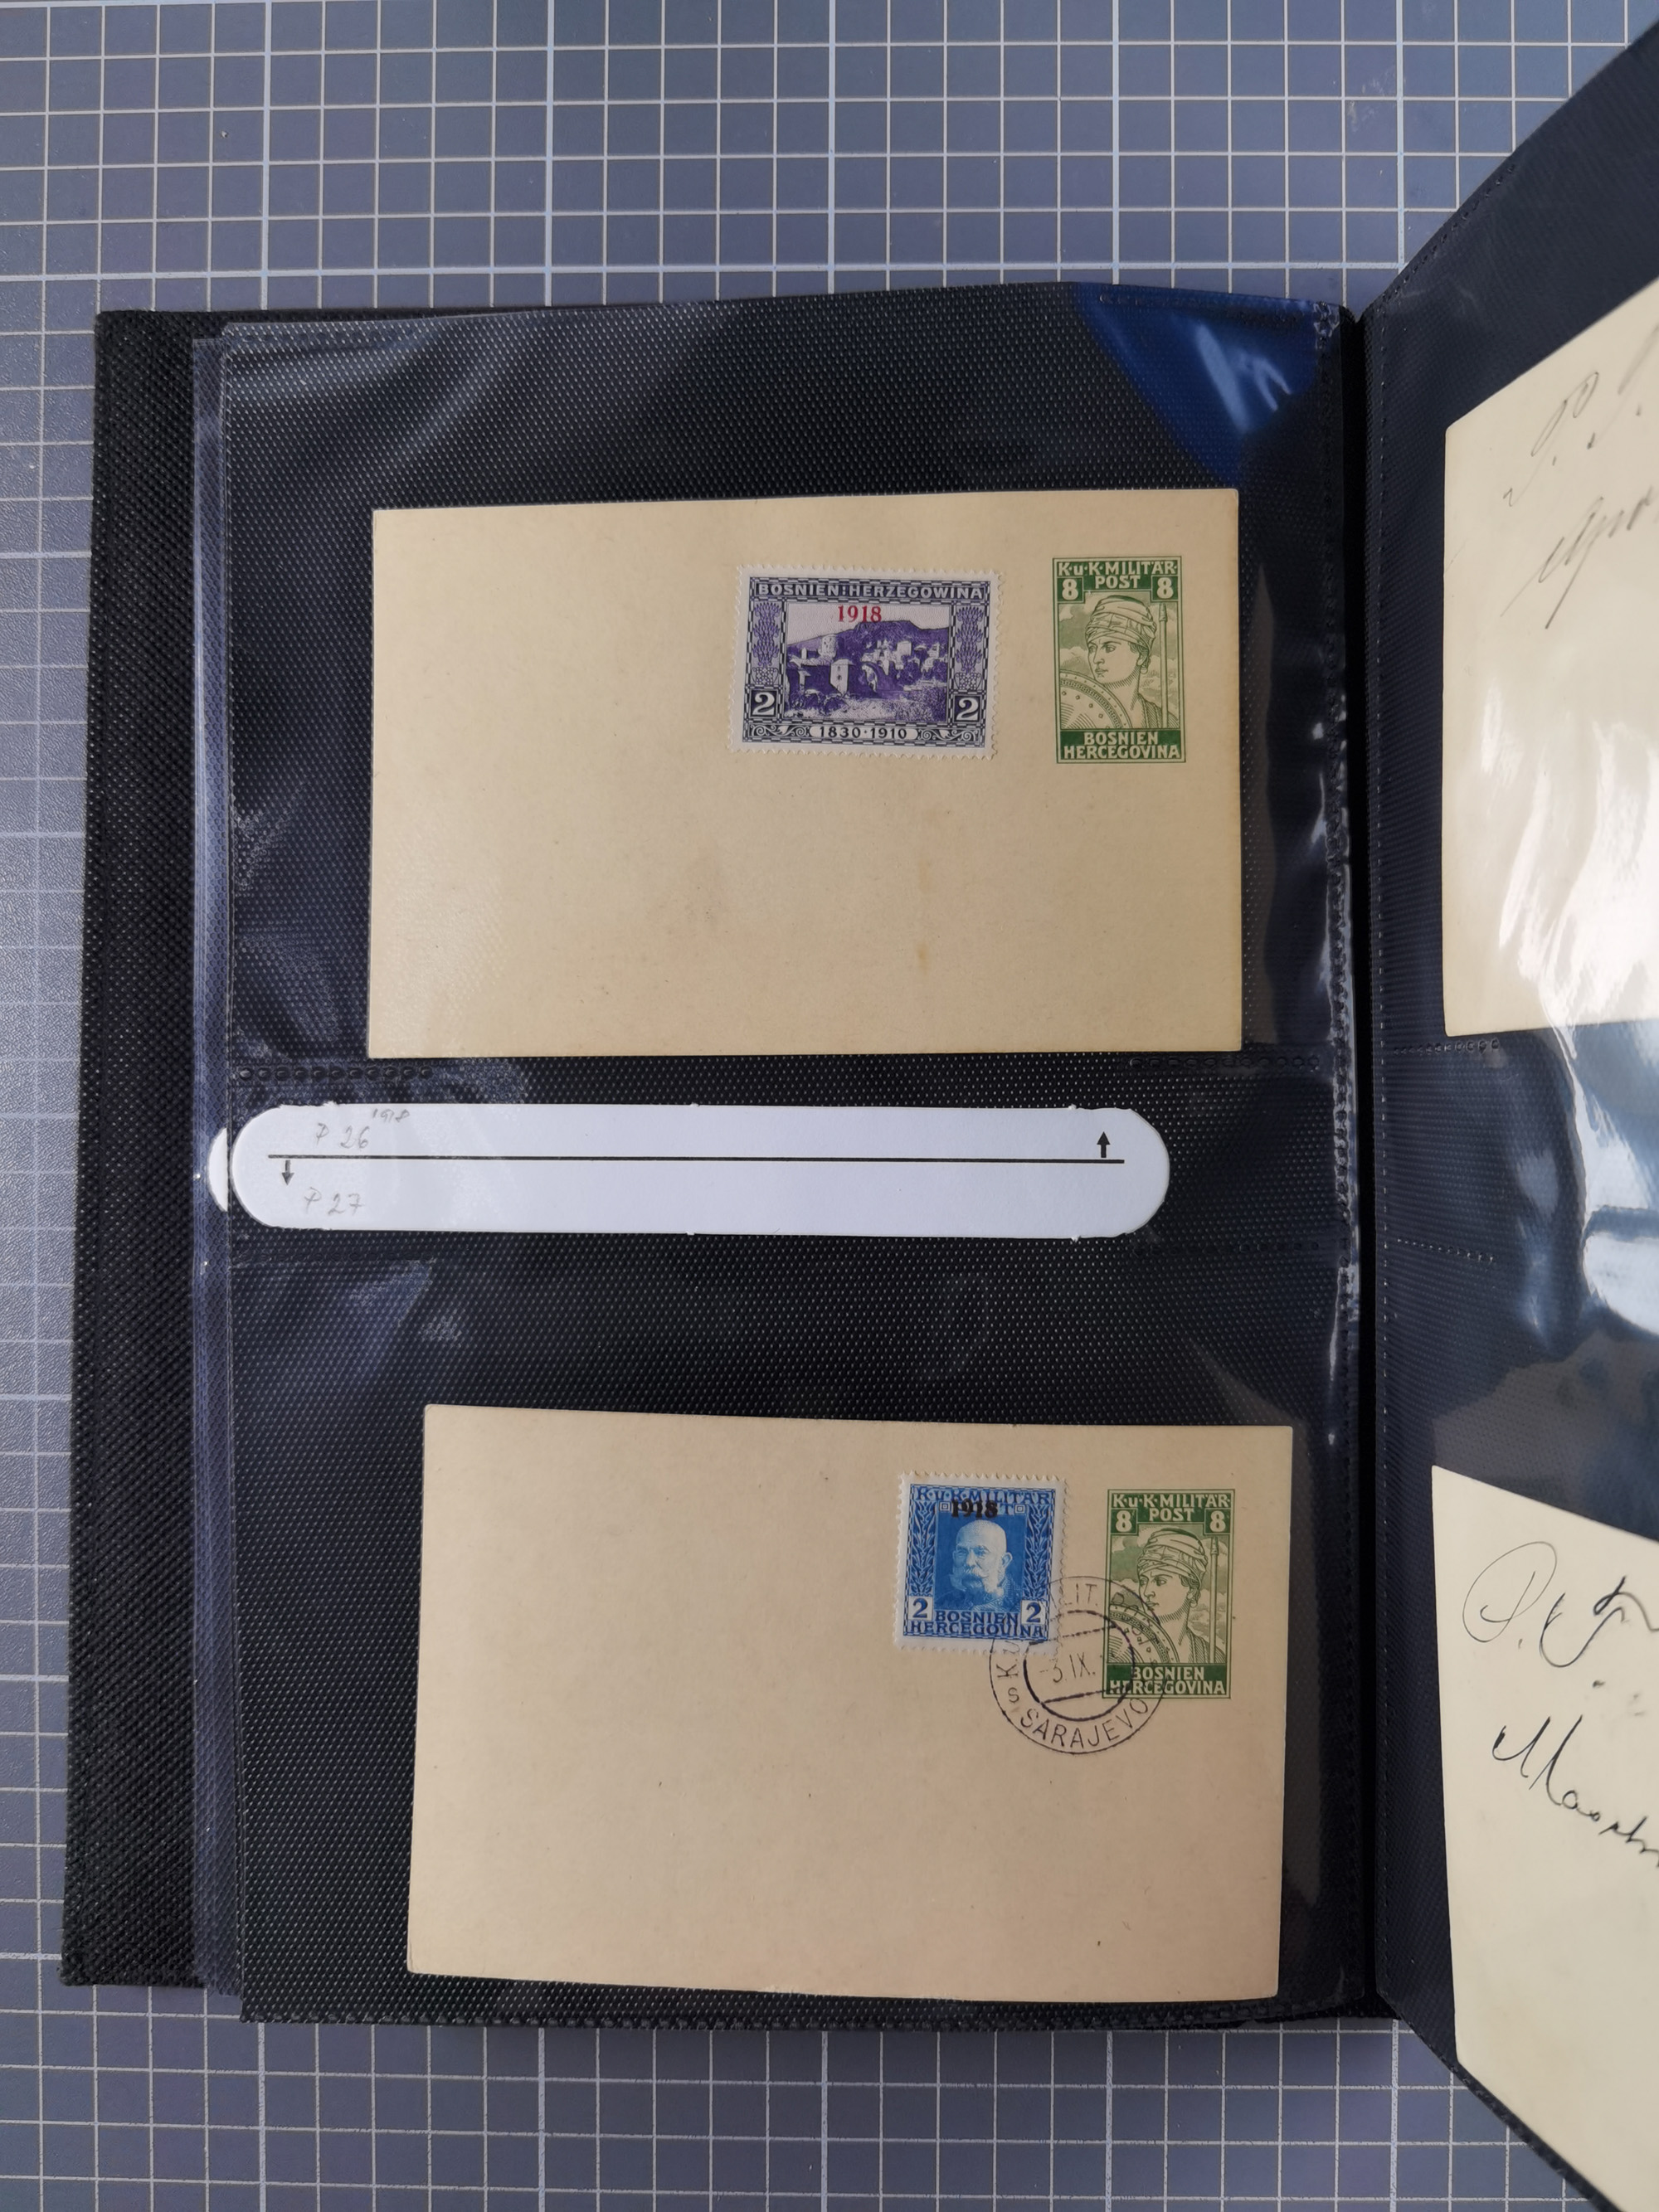 BOSNIEN:HERZEGOWINA
1918
2 2
1830·1910
K·u·K·MILITÄR
8 POST 8
BOSNIEN
HERCEGOVINA
P 26 1918
P 27
K·u·K·MILITÄR
1918
2 BOSNIEN 2
HERCEGOVINA
K·u·K·MILITÄR
8 POST 8
BOSNIEN
HERCEGOVINA
3.IX.
SARAJEVO